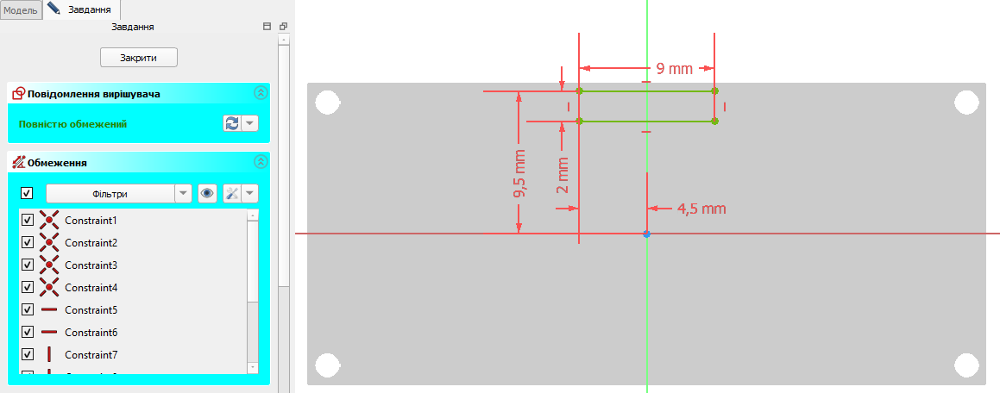 Модель
Завдання
Завдання
Закрити
Повідомлення вирішувача
Повністю обмежений
Обмеження
Фільтри
Constraint1
Constraint2
Constraint3
Constraint4
Constraint5
Constraint6
Constraint7
9 mm
9,5 mm
2 mm
4,5 mm